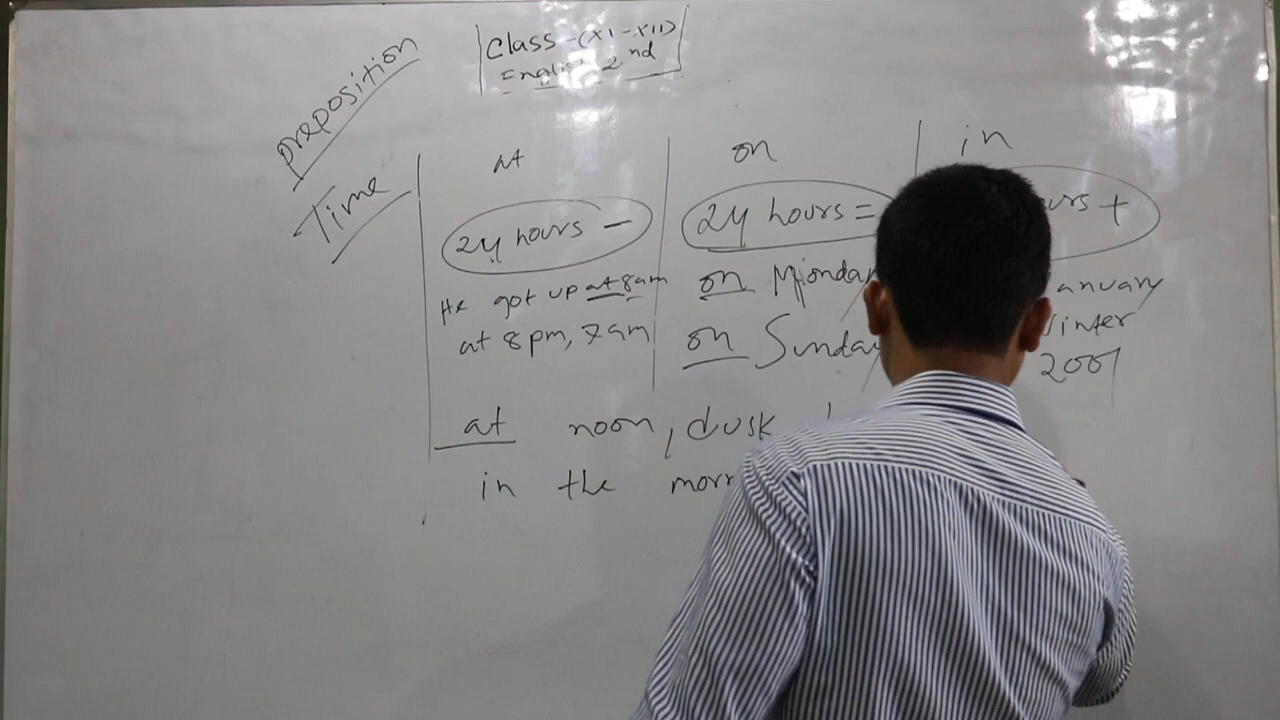 Class-(XI-XII)
English 2nd
preposition
Time
at on in
24 hours - 24 hours = urs +
He got up at 8am on Monday anuary
at 8pm, 7am on Sunday inter
2001
at noon, dusk
in the morn